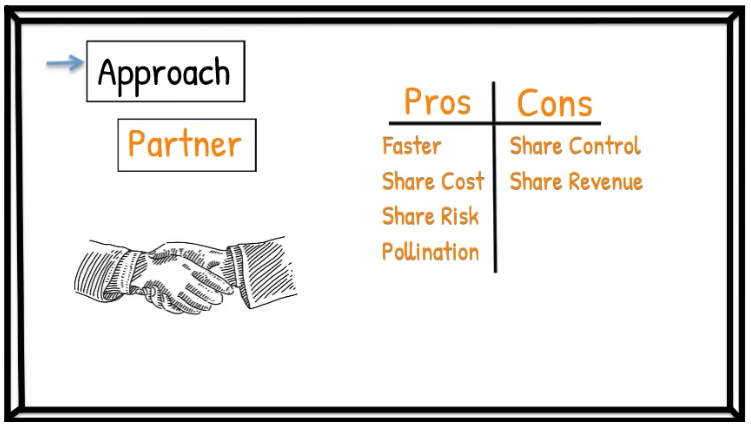 Approach
Partner
Pros
Cons
Faster
Share Control
Share Cost
Share Revenue
Share Risk
Pollination